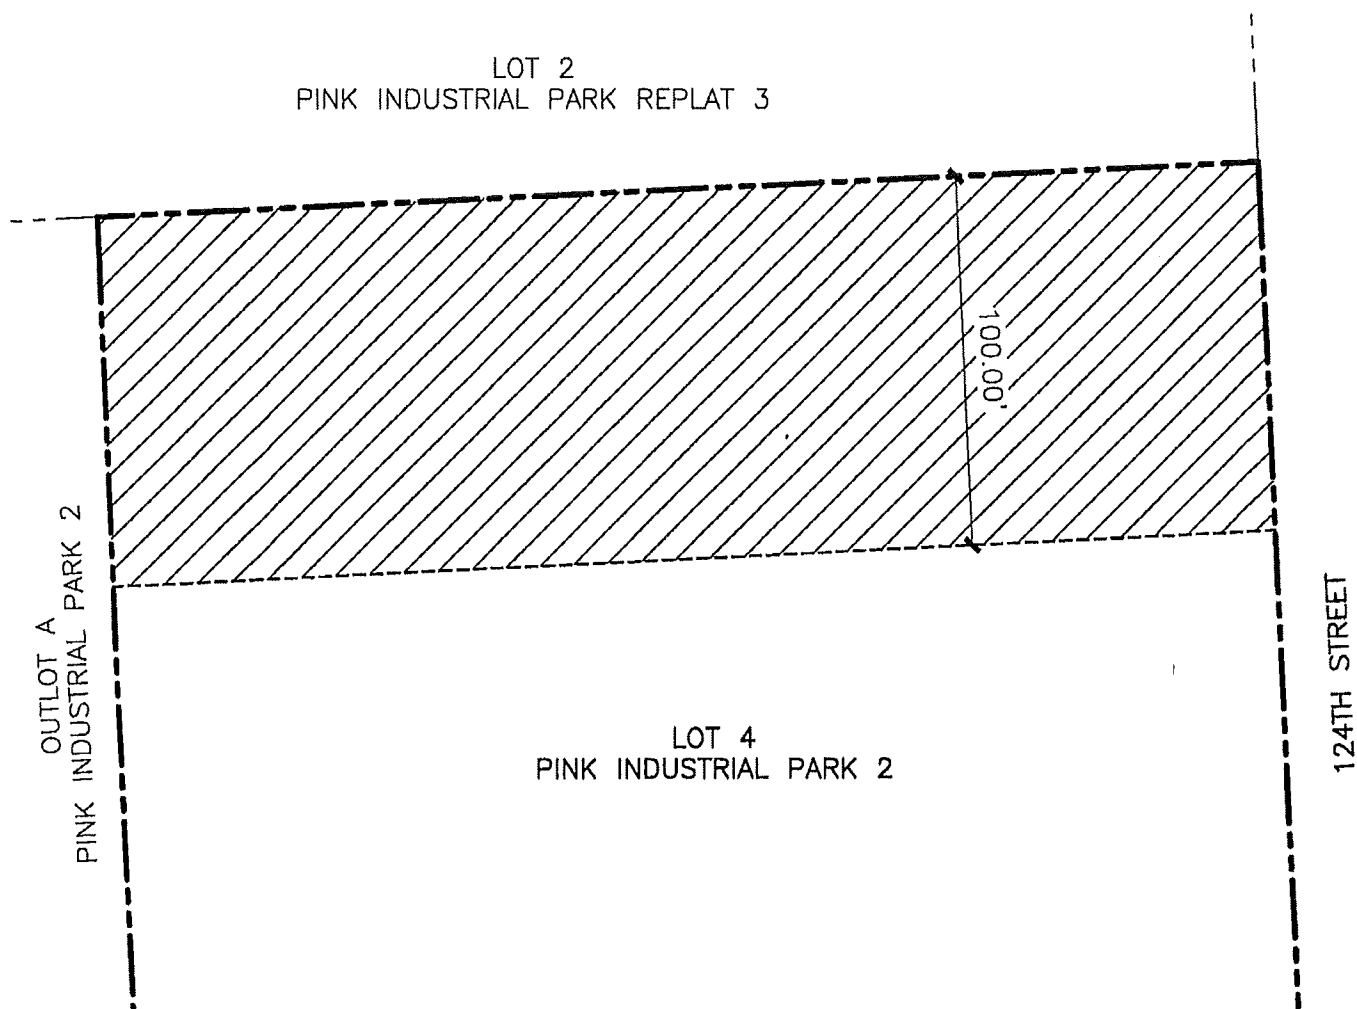 LOT 2
PINK INDUSTRIAL PARK REPLAT 3
100.00'
OUTLOT A
PINK INDUSTRIAL PARK 2
LOT 4
PINK INDUSTRIAL PARK 2
124TH STREET